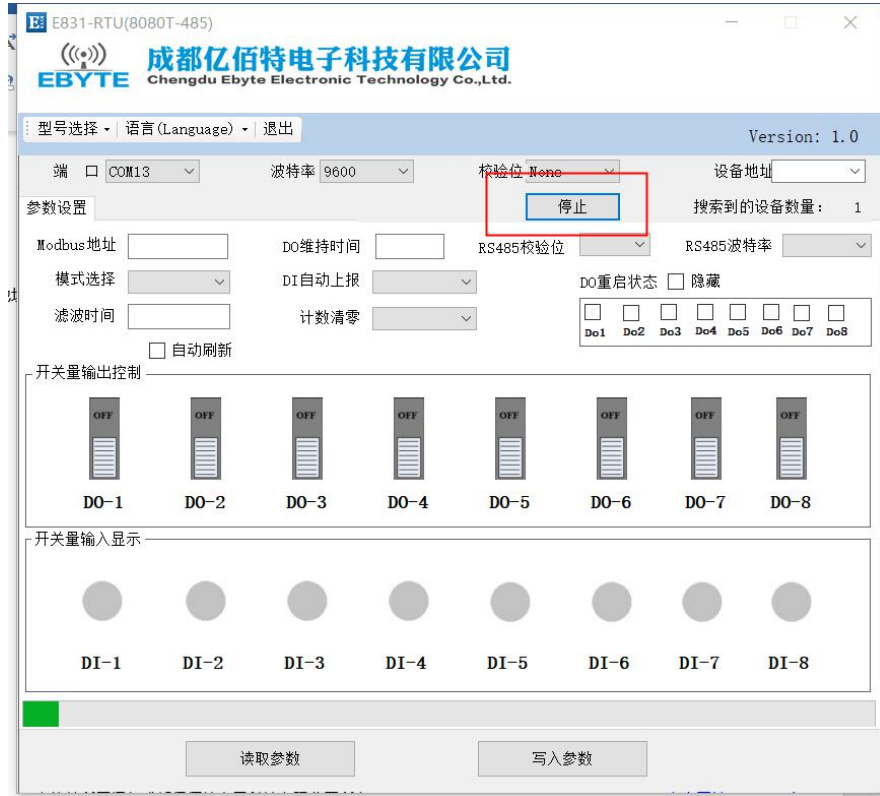 E831-RTU(8080T-485)
((·)) 成都亿佰特电子科技有限公司
EBYTE Chengdu Ebyte Electronic Technology Co.,Ltd.
型号选择 语言(Language) 退出
Version: 1.0
端 口 COM13 波特率 9600 校验位 None 设备地址
参数设置 停止 搜索到的设备数量: 1
Modbus地址 DO维持时间 RS485校验位 RS485波特率
模式选择 DI自动上报 DO重启状态 隐藏
滤波时间 计数清零
Do1 Do2 Do3 Do4 Do5 Do6 Do7 Do8
自动刷新
开关量输出控制
OFF OFF OFF OFF OFF OFF OFF OFF
DO-1 DO-2 DO-3 DO-4 DO-5 DO-6 DO-7 DO-8
开关量输入显示
DI-1 DI-2 DI-3 DI-4 DI-5 DI-6 DI-7 DI-8
读取参数 写入参数